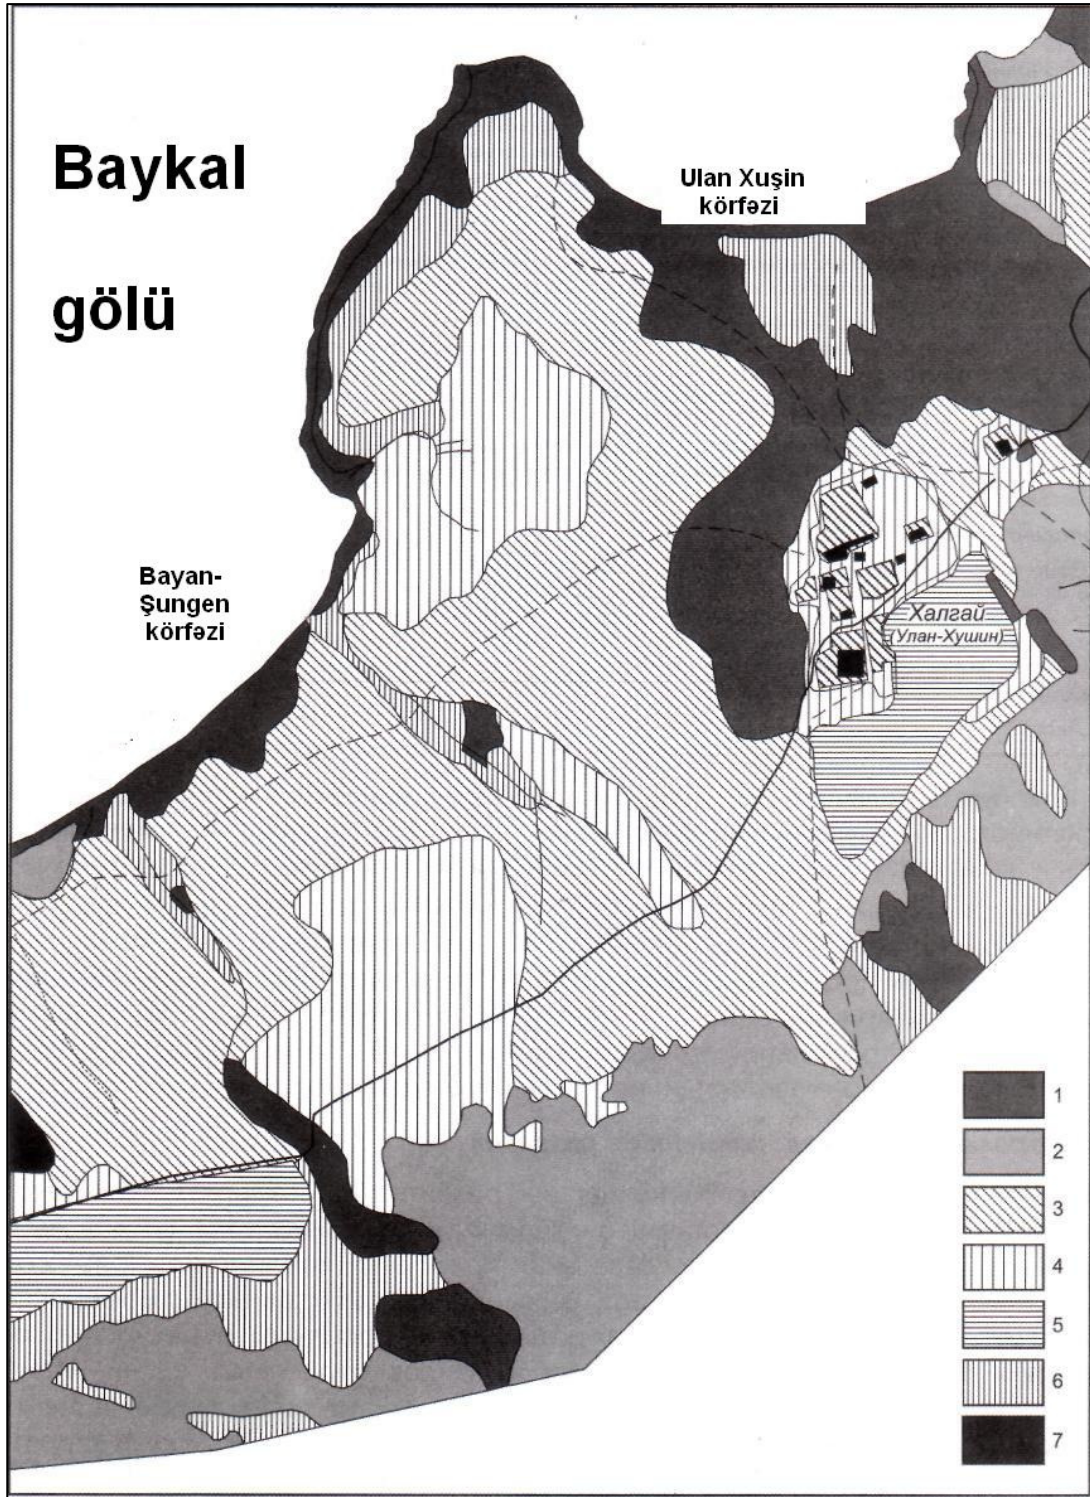 Baykal
gölü
Ulan Xuşin
körfəzi
Bayan-
Şungen
körfəzi
Халгай
(Улан-Хушин)
1
2
3
4
5
6
7